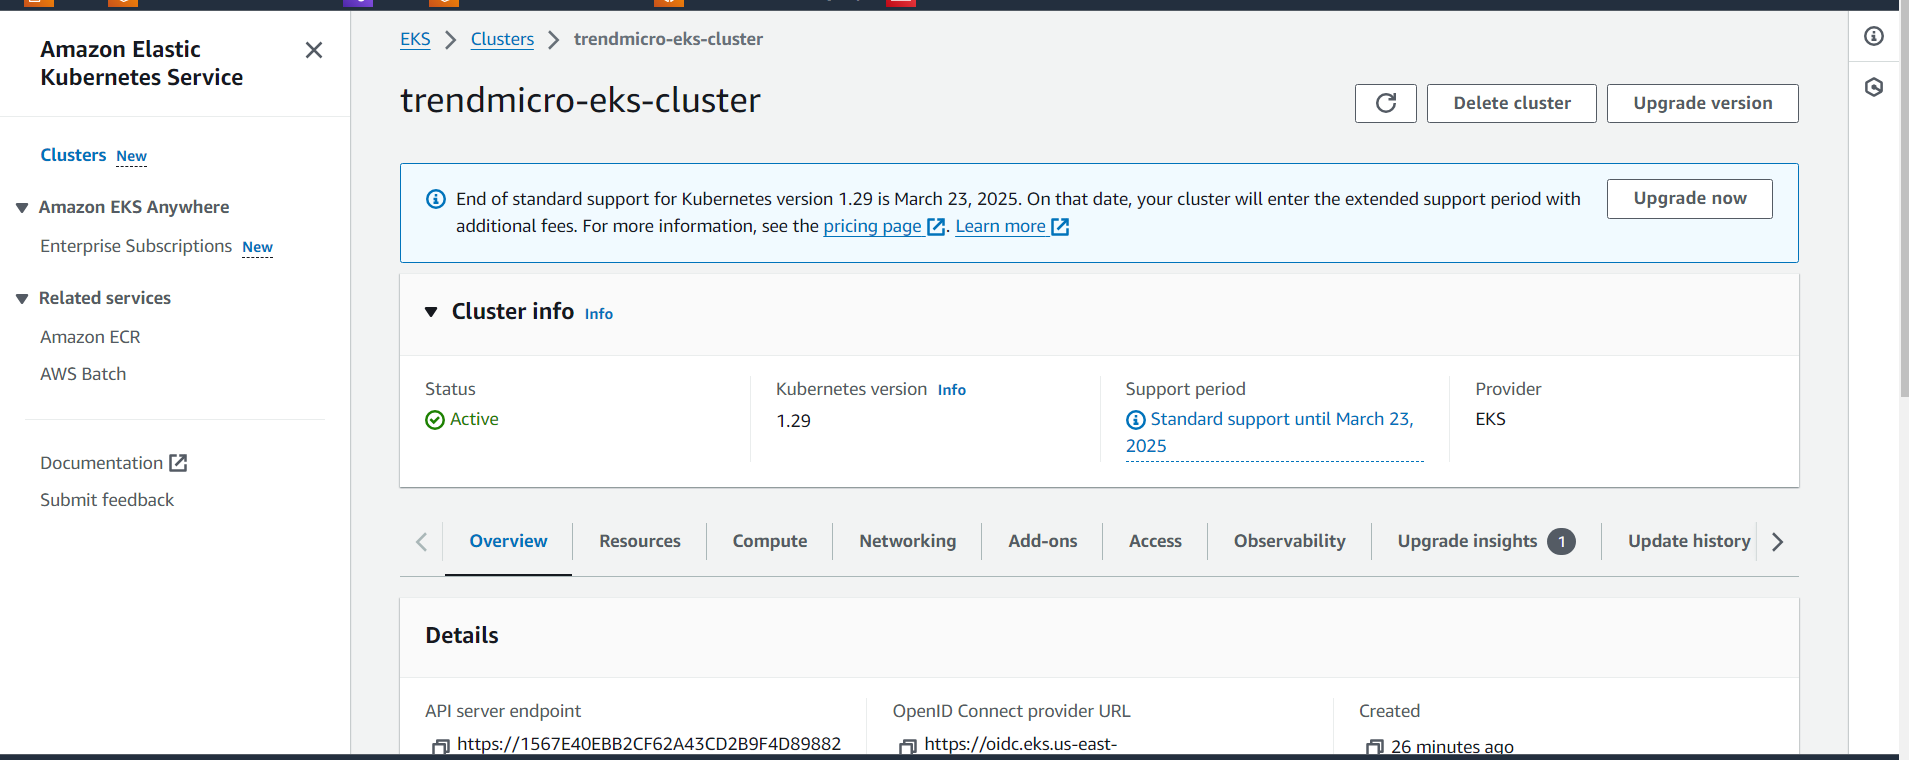 Amazon Elastic
Kubernetes Service
Clusters New
Amazon EKS Anywhere
Enterprise Subscriptions New
Related services
Amazon ECR
AWS Batch
Documentation
Submit feedback
EKS Clusters trendmicro-eks-cluster
trendmicro-eks-cluster
Delete cluster
Upgrade version
End of standard support for Kubernetes version 1.29 is March 23, 2025. On that date, your cluster will enter the extended support period with
additional fees. For more information, see the pricing page. Learn more
Upgrade now
Cluster info Info
Status
Active
Kubernetes version Info
1.29
Support period
Standard support until March 23,
2025
Provider
EKS
Overview
Resources
Compute
Networking
Add-ons
Access
Observability
Upgrade insights 1
Update history
Details
API server endpoint
https://1567E40EBB2CF62A43CD2B9F4D89882
OpenID Connect provider URL
https://oidc.eks.us-east-
Created
26 minutes ago